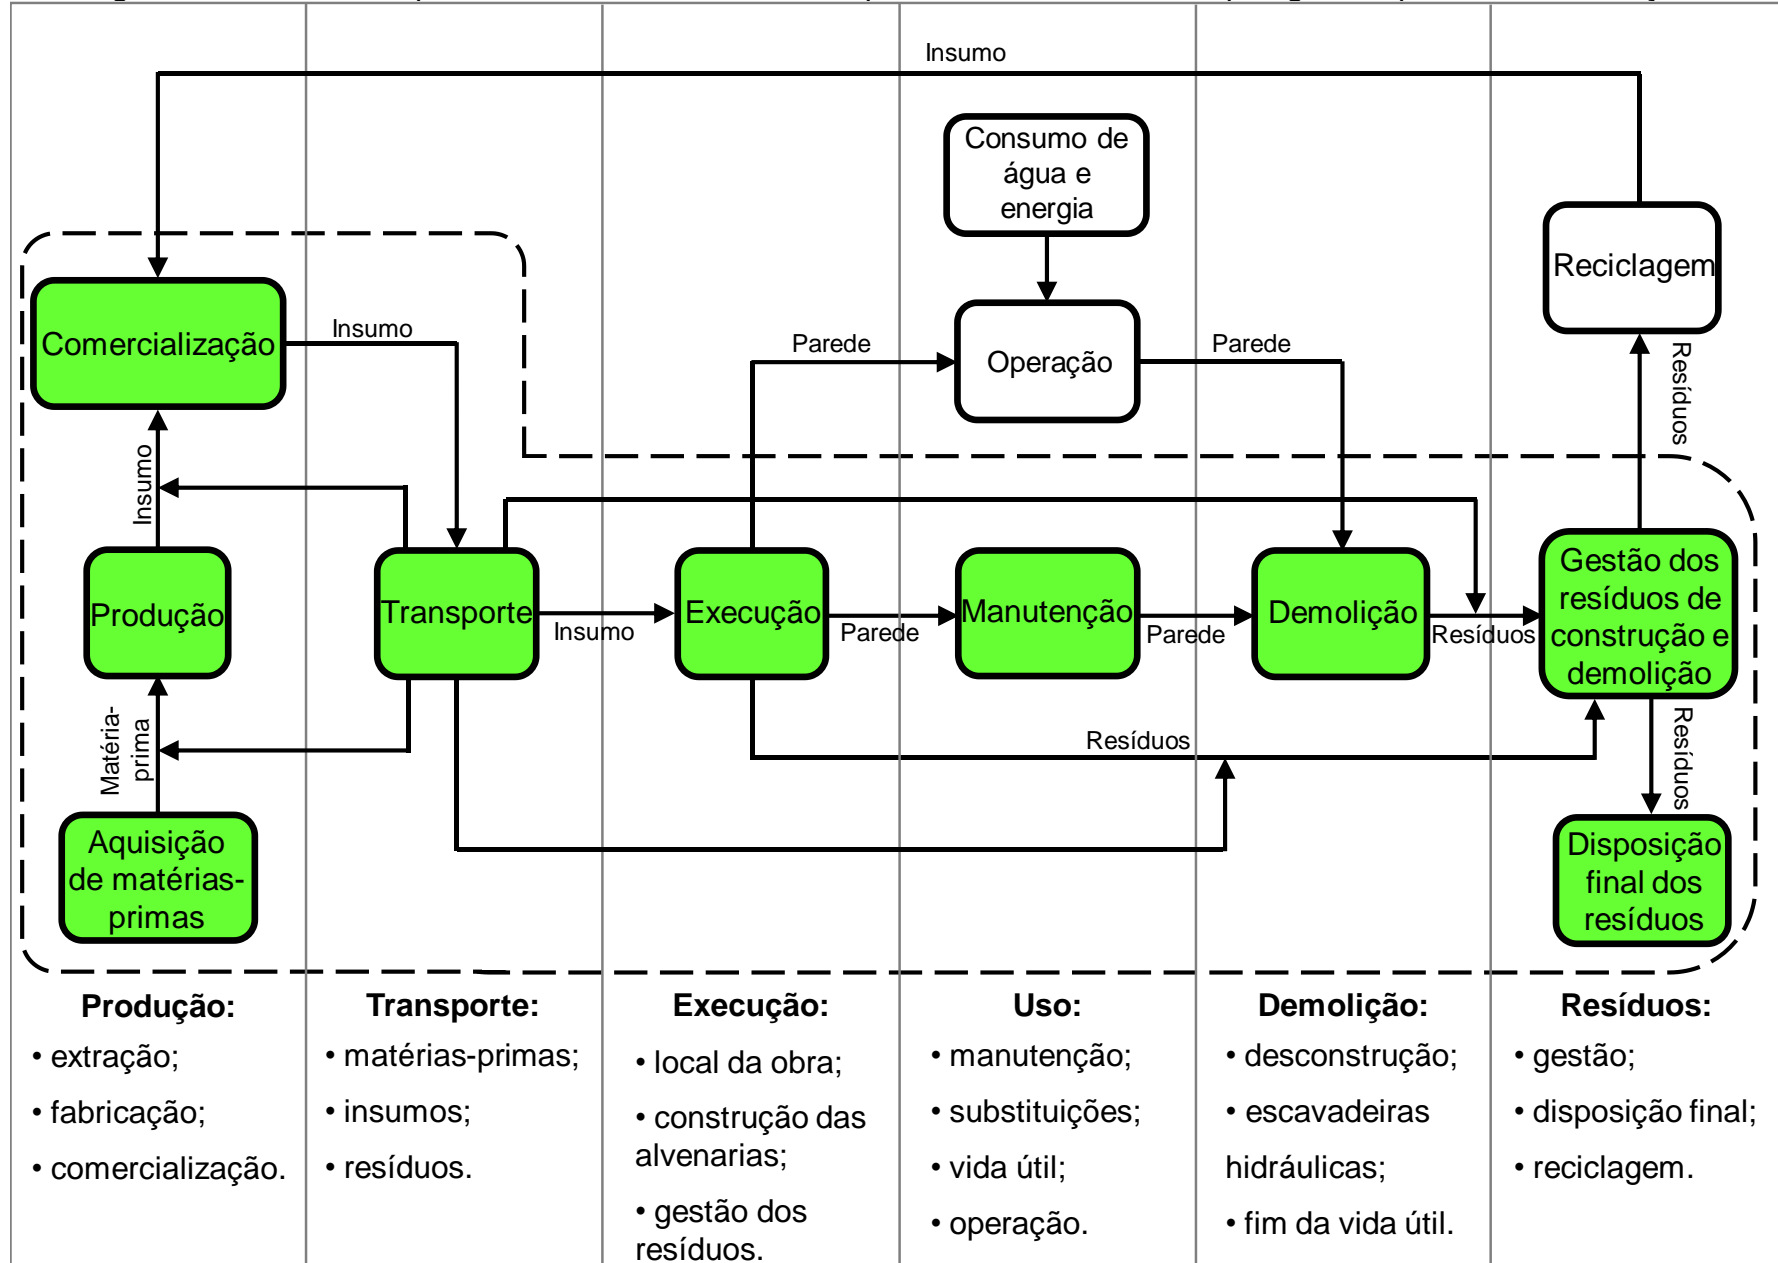 Insumo
Consumo de
água e
energia
Reciclagem
Comercialização
Insumo
Parede
Operação
Parede
Resíduos
Insumo
Produção
Transporte
Insumo
Execução
Parede
Manutenção
Parede
Demolição
Resíduos
Gestão dos
resíduos de
construção e
demolição
Matéria-
prima
Resíduos
Resíduos
Aquisição
de matérias-
primas
Disposição
final dos
resíduos
Produção:
• extração;
• fabricação;
• comercialização.
Transporte:
• matérias-primas;
• insumos;
• resíduos.
Execução:
• local da obra;
• construção das
alvenarias;
• gestão dos
resíduos.
Uso:
• manutenção;
• substituições;
• vida útil;
• operação.
Demolição:
• desconstrução;
• escavadeiras
hidráulicas;
• fim da vida útil.
Resíduos:
• gestão;
• disposição final;
• reciclagem.